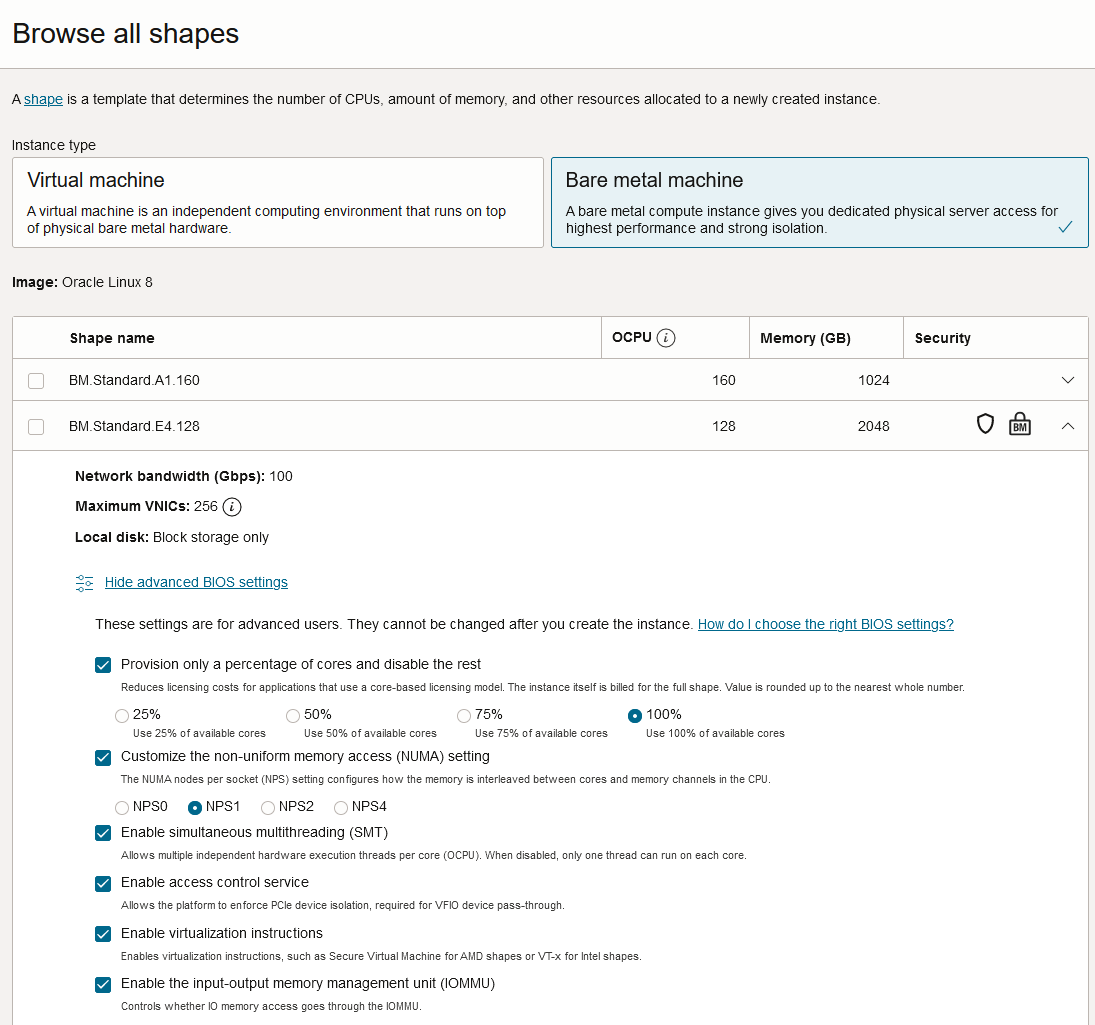 Browse all shapes
A shape is a template that determines the number of CPUs, amount of memory, and other resources allocated to a newly created instance.
Instance type
Virtual machine
A virtual machine is an independent computing environment that runs on top
of physical bare metal hardware.
Bare metal machine
A bare metal compute instance gives you dedicated physical server access for
highest performance and strong isolation.
Image: Oracle Linux 8
Shape name OCPU i Memory (GB) Security
BM.Standard.A1.160 160 1024
BM.Standard.E4.128 128 2048 BM
Network bandwidth (Gbps): 100
Maximum VNICs: 256 i
Local disk: Block storage only
Hide advanced BIOS settings
These settings are for advanced users. They cannot be changed after you create the instance. How do I choose the right BIOS settings?
Provision only a percentage of cores and disable the rest
Reduces licensing costs for applications that use a core-based licensing model. The instance itself is billed for the full shape. Value is rounded up to the nearest whole number.
25% 50% 75% 100%
Use 25% of available cores Use 50% of available cores Use 75% of available cores Use 100% of available cores
Customize the non-uniform memory access (NUMA) setting
The NUMA nodes per socket (NPS) setting configures how the memory is interleaved between cores and memory channels in the CPU.
NPS0 NPS1 NPS2 NPS4
Enable simultaneous multithreading (SMT)
Allows multiple independent hardware execution threads per core (OCPU). When disabled, only one thread can run on each core.
Enable access control service
Allows the platform to enforce PCIe device isolation, required for VFIO device pass-through.
Enable virtualization instructions
Enables virtualization instructions, such as Secure Virtual Machine for AMD shapes or VT-x for Intel shapes.
Enable the input-output memory management unit (IOMMU)
Controls whether IO memory access goes through the IOMMU.